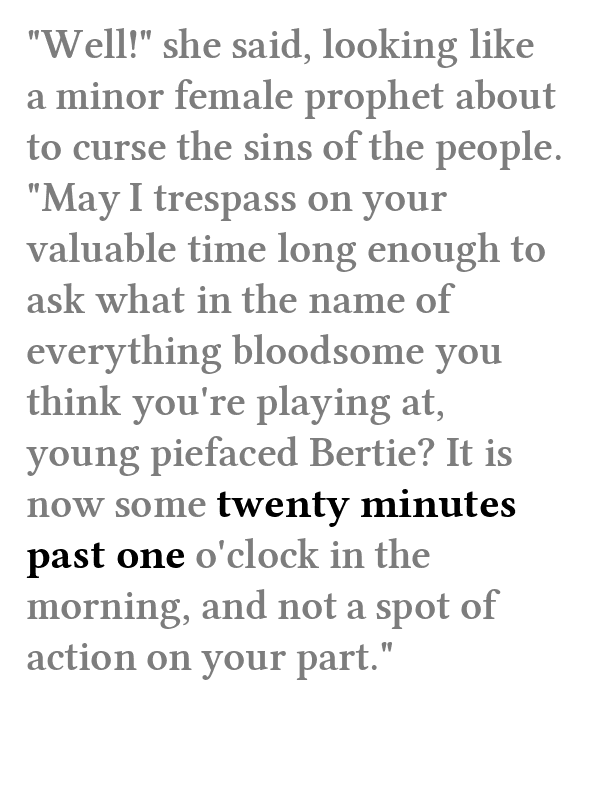 "Well!" she said, looking like
a minor female prophet about
to curse the sins of the people.
"May I trespass on your
valuable time long enough to
ask what in the name of
everything bloodsome you
think you're playing at,
young piefaced Bertie? It is
now some twenty minutes
past one o'clock in the
morning, and not a spot of
action on your part."